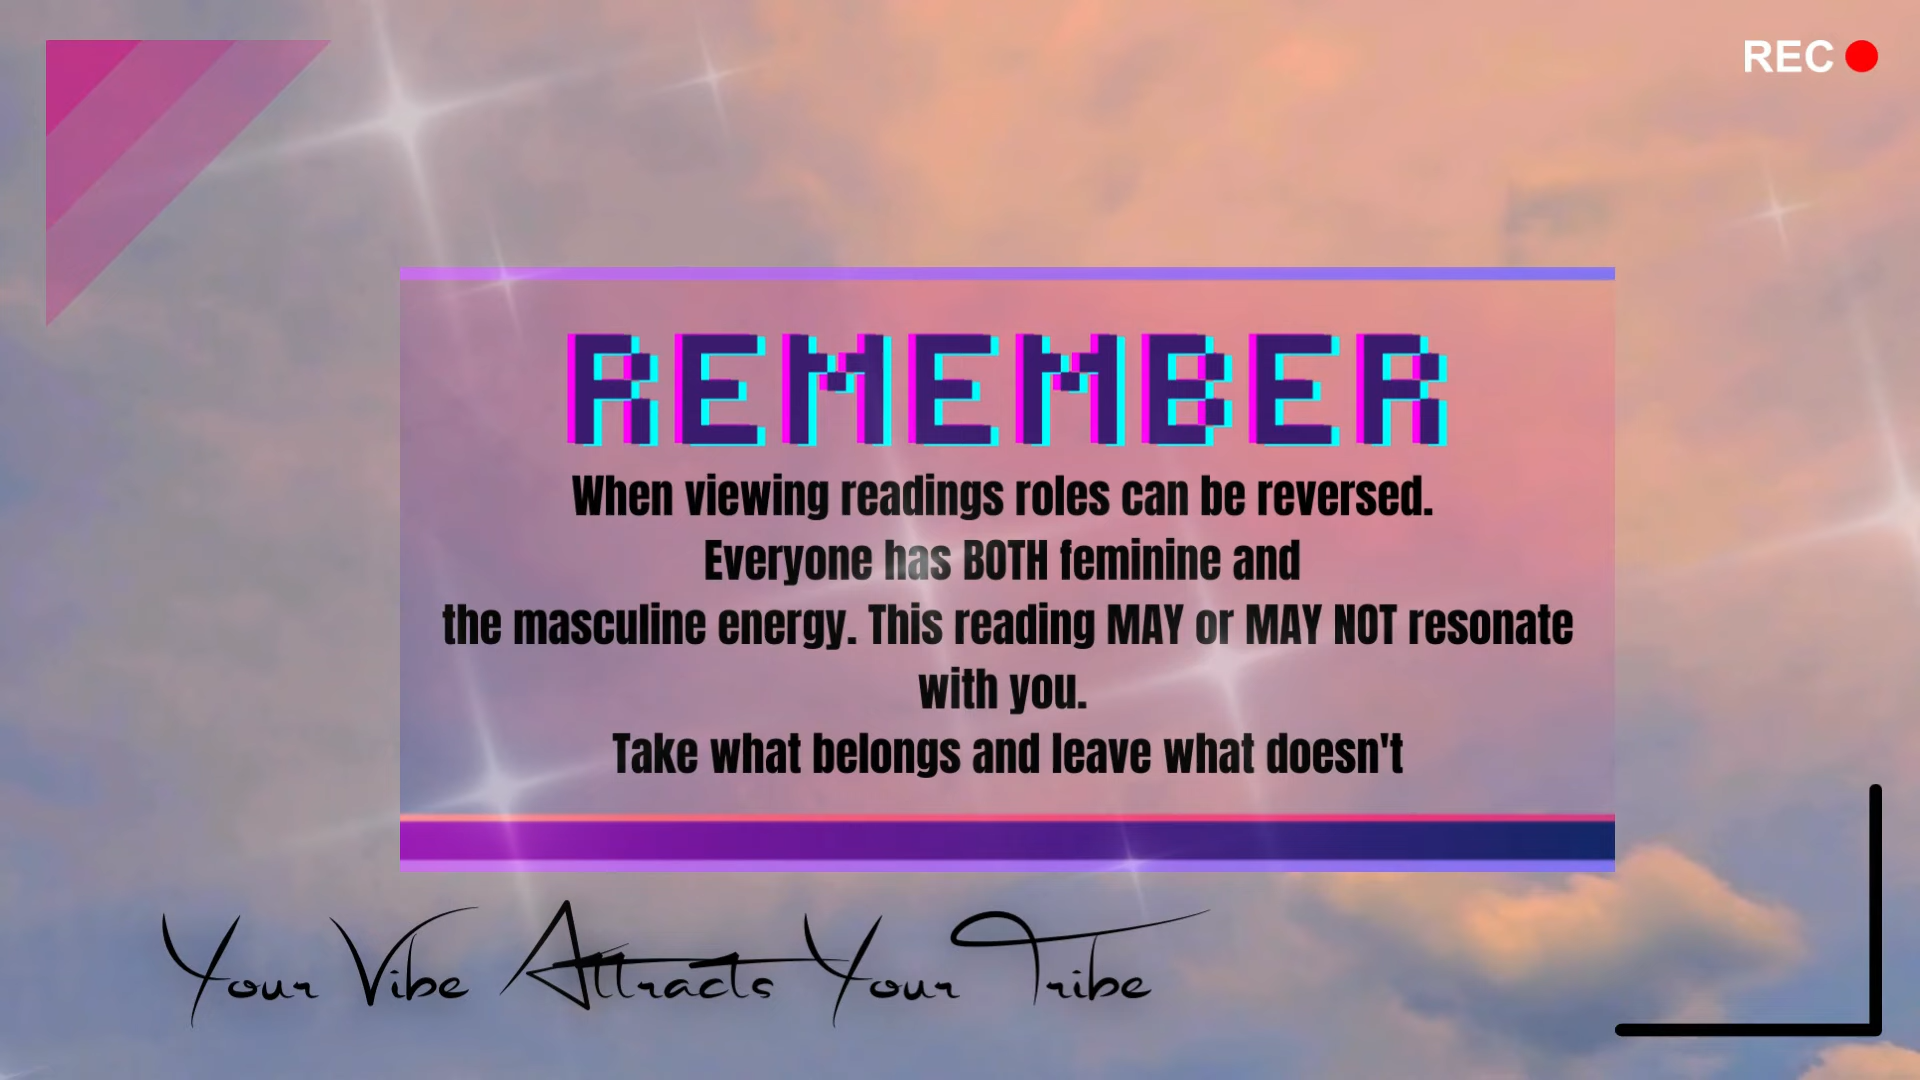 REC
REMEMBER
When viewing readings roles can be reversed.
Everyone has BOTH feminine and
the masculine energy. This reading MAY or MAY NOT resonate
with you.
Take what belongs and leave what doesn't
Your Vibe Attracts Your Tribe